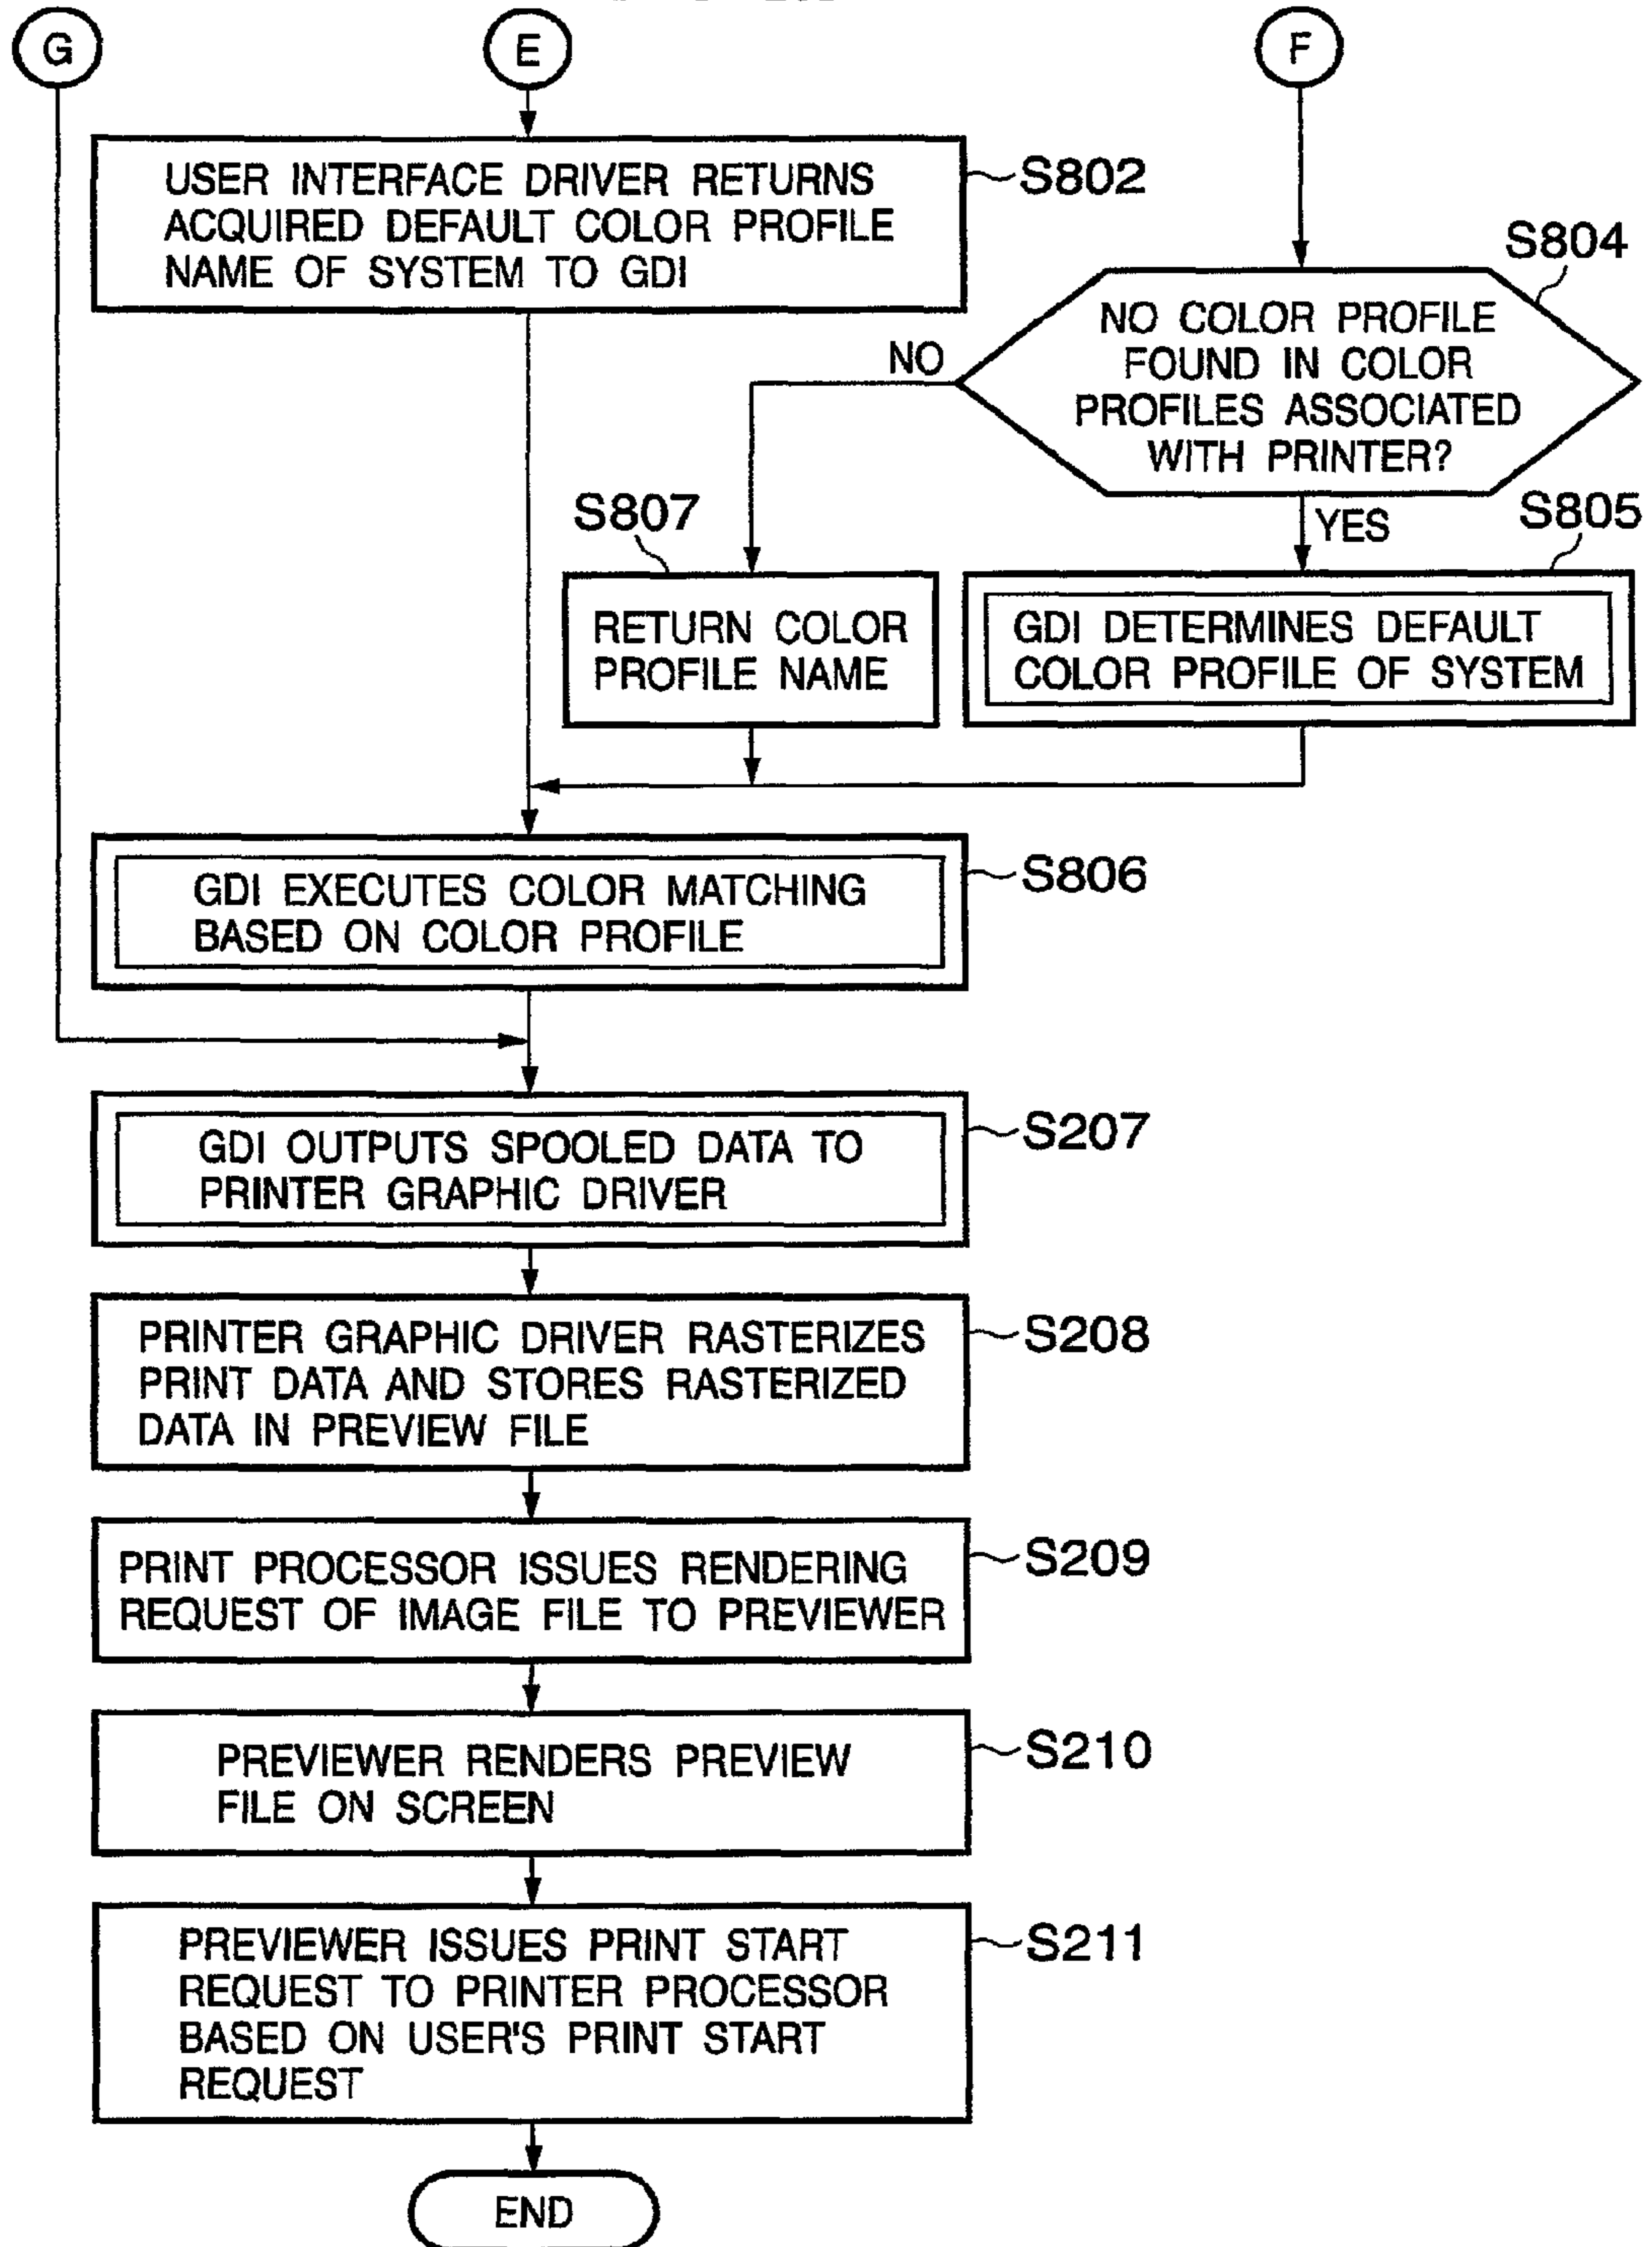 G
E
F
USER INTERFACE DRIVER RETURNS
ACQUIRED DEFAULT COLOR PROFILE
NAME OF SYSTEM TO GDI
S802
S804
NO COLOR PROFILE
FOUND IN COLOR
PROFILES ASSOCIATED
WITH PRINTER?
NO
YES
S807
RETURN COLOR
PROFILE NAME
S805
GDI DETERMINES DEFAULT
COLOR PROFILE OF SYSTEM
GDI EXECUTES COLOR MATCHING
BASED ON COLOR PROFILE
S806
GDI OUTPUTS SPOOLED DATA TO
PRINTER GRAPHIC DRIVER
S207
PRINTER GRAPHIC DRIVER RASTERIZES
PRINT DATA AND STORES RASTERIZED
DATA IN PREVIEW FILE
S208
PRINT PROCESSOR ISSUES RENDERING
REQUEST OF IMAGE FILE TO PREVIEWER
S209
PREVIEWER RENDERS PREVIEW
FILE ON SCREEN
S210
PREVIEWER ISSUES PRINT START
REQUEST TO PRINTER PROCESSOR
BASED ON USER'S PRINT START
REQUEST
S211
END